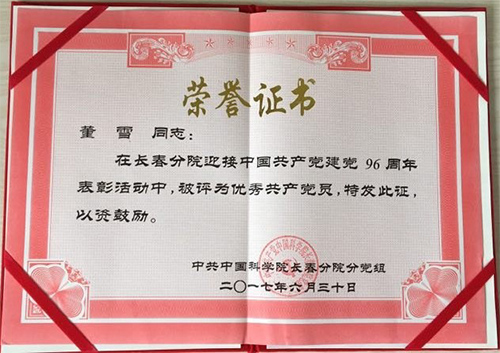 荣誉证书
董 雪 同志：
在长春分院迎接中国共产党建党 96 周年
表彰活动中，被评为优秀共产党员，特发此证，
以资鼓励。
中共中国科学院长春分院分党组
二〇一七年六月三十日